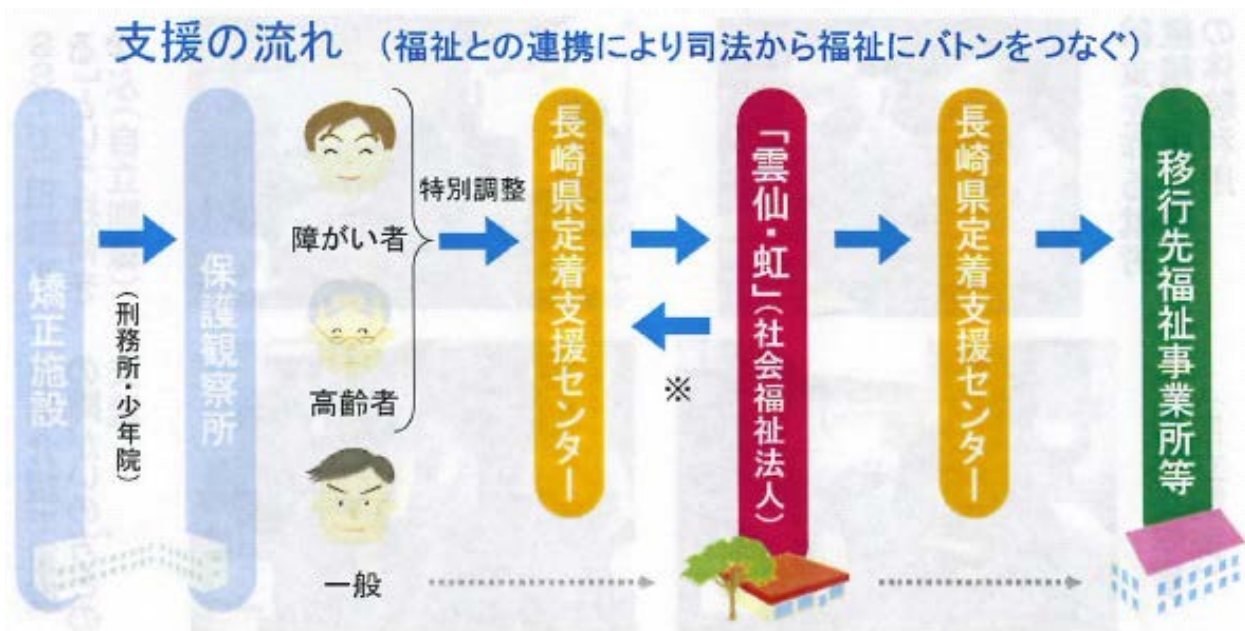 支援の流れ (福祉との連携により司法から福祉にバトンをつなぐ)
矯正施設
(刑務所・少年院)
保護観察所
障がい者
高齢者
一般
特別調整
長崎県定着支援センター
※
「雲仙・虹」(社会福祉法人)
長崎県定着支援センター
移行先福祉事業所等